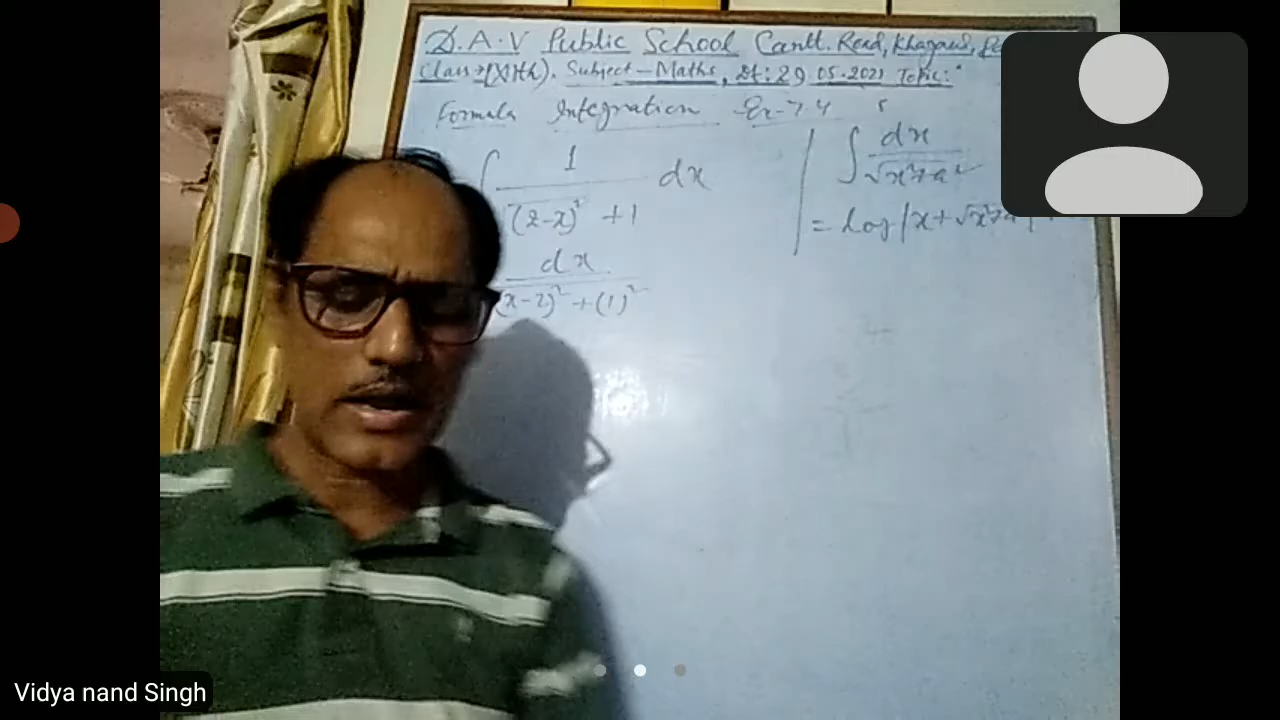 D.A.V Public School Cantt. Road, Khagaul,
Class→(XIIth). Subject-Maths, Dt: 29 05.2021 Topic:
Formula Integration Ex-7.4
∫ 1 / (2-x)² +1 dx
dx / (x-2)² + (1)²
∫ dx / √x²+a²
= log |x + √x²+a²
Vidya nand Singh